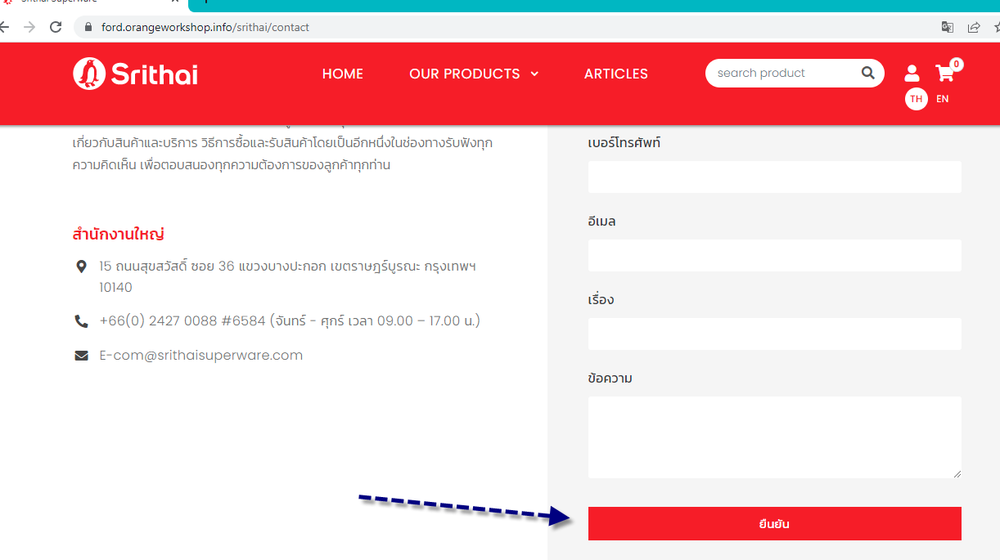 Srithai Superware
ford.orangeworkshop.info/srithai/contact
Srithai
HOME
OUR PRODUCTS
ARTICLES
search product
0
TH
EN
เกี่ยวกับสินค้าและบริการ วิธีการซื้อและรับสินค้าโดยเป็นอีกหนึ่งในช่องทางรับฟังทุก
ความคิดเห็น เพื่อตอบสนองทุกความต้องการของลูกค้าทุกท่าน
สำนักงานใหญ่
15 ถนนสุขสวัสดิ์ ซอย 36 แขวงบางปะกอก เขตราษฎร์บูรณะ กรุงเทพฯ
10140
+66(0) 2427 0088 #6584 (จันทร์ - ศุกร์ เวลา 09.00 – 17.00 น.)
E-com@srithaisuperware.com
เบอร์โทรศัพท์
อีเมล
เรื่อง
ข้อความ
ยืนยัน